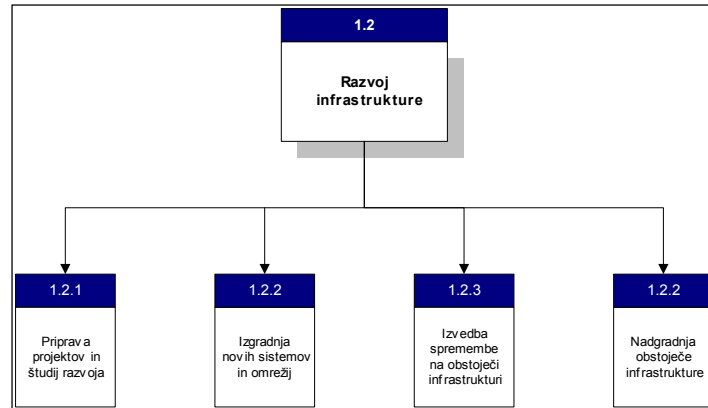 1.2
Razvoj
infrastrukture
1.2.1
Priprava
projektov in
študij razvoja
1.2.2
Izgradnja
novih sistemov
in omrežij
1.2.3
Izvedba
spremembe
na obstoječi
infrastrukturi
1.2.2
Nadgradnja
obstoječe
infrastrukture